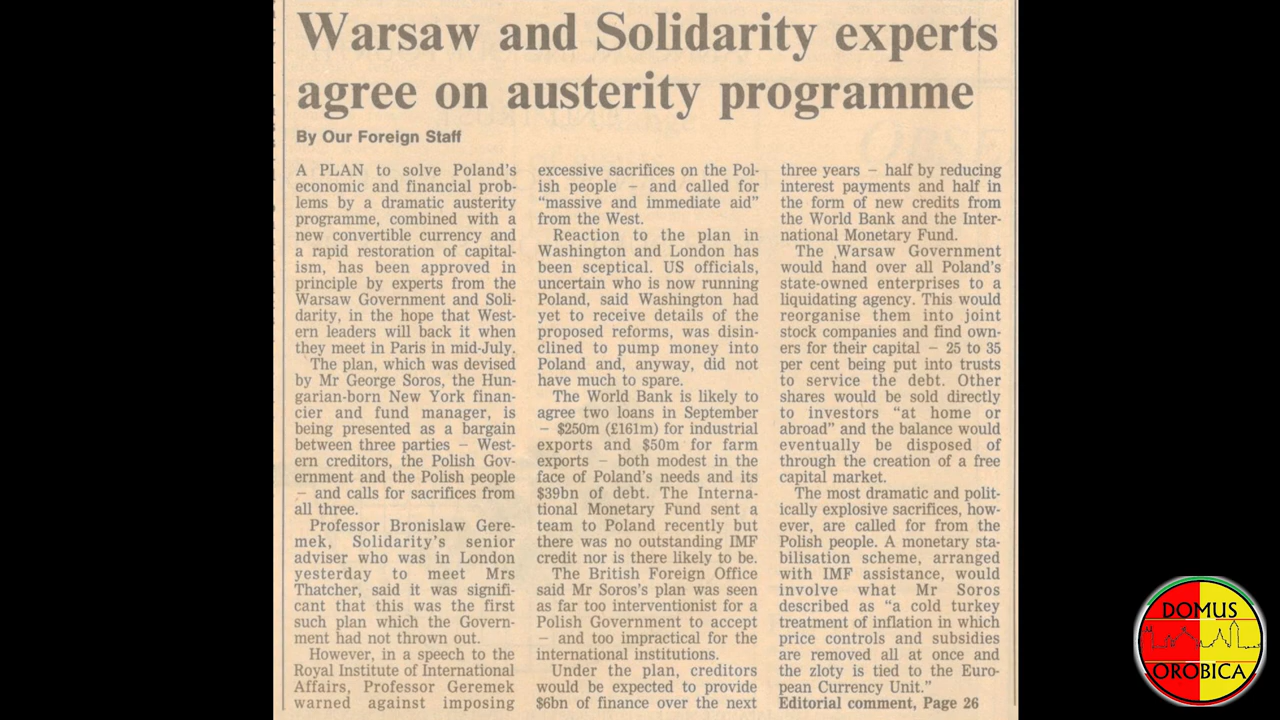 Warsaw and Solidarity experts
agree on austerity programme
By Our Foreign Staff
A PLAN to solve Poland's
economic and financial prob-
lems by a dramatic austerity
programme, combined with a
new convertible currency and
a rapid restoration of capital-
ism, has been approved in
principle by experts from the
Warsaw Government and Soli-
darity, in the hope that West-
ern leaders will back it when
they meet in Paris in mid-July.
The plan, which was devised
by Mr George Soros, the Hun-
garian-born New York finan-
cier and fund manager, is
being presented as a bargain
between three parties – West-
ern creditors, the Polish Gov-
ernment and the Polish people
– and calls for sacrifices from
all three.
Professor Bronislaw Gere-
mek, Solidarity's senior
adviser who was in London
yesterday to meet Mrs
Thatcher, said it was signifi-
cant that this was the first
such plan which the Govern-
ment had not thrown out.
However, in a speech to the
Royal Institute of International
Affairs, Professor Geremek
warned against imposing
excessive sacrifices on the Pol-
ish people – and called for
"massive and immediate aid"
from the West.
Reaction to the plan in
Washington and London has
been sceptical. US officials,
uncertain who is now running
Poland, said Washington had
yet to receive details of the
proposed reforms, was disin-
clined to pump money into
Poland and, anyway, did not
have much to spare.
The World Bank is likely to
agree two loans in September
– $250m (£161m) for industrial
exports and $50m for farm
exports – both modest in the
face of Poland's needs and its
$39bn of debt. The Interna-
tional Monetary Fund sent a
team to Poland recently but
there was no outstanding IMF
credit nor is there likely to be.
The British Foreign Office
said Mr Soros's plan was seen
as far too interventionist for a
Polish Government to accept
– and too impractical for the
international institutions.
Under the plan, creditors
would be expected to provide
$6bn of finance over the next
three years – half by reducing
interest payments and half in
the form of new credits from
the World Bank and the Inter-
national Monetary Fund.
The Warsaw Government
would hand over all Poland's
state-owned enterprises to a
liquidating agency. This would
reorganise them into joint
stock companies and find own-
ers for their capital – 25 to 35
per cent being put into trusts
to service the debt. Other
shares would be sold directly
to investors "at home or
abroad" and the balance would
eventually be disposed of
through the creation of a free
capital market.
The most dramatic and polit-
ically explosive sacrifices, how-
ever, are called for from the
Polish people. A monetary sta-
bilisation scheme, arranged
with IMF assistance, would
involve what Mr Soros
described as "a cold turkey
treatment of inflation in which
price controls and subsidies
are removed all at once and
the zloty is tied to the Euro-
pean Currency Unit."
Editorial comment, Page 26
DOMUS
OROBICA